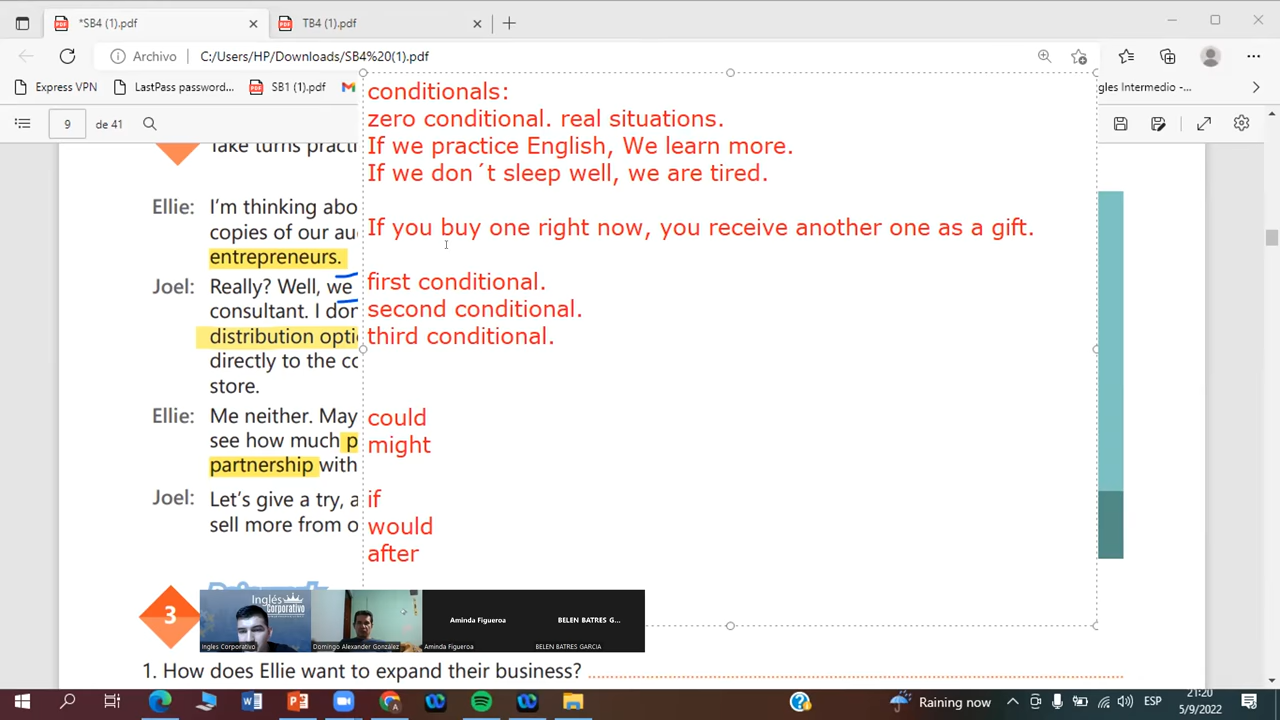 *SB4 (1).pdf
TB4 (1).pdf
Archivo C:/Users/HP/Downloads/SB4%20(1).pdf
Express VPN LastPass password... SB1 (1).pdf gles Intermedio -...
9 de 41
conditionals:
zero conditional. real situations.
If we practice English, We learn more.
If we don´t sleep well, we are tired.
If you buy one right now, you receive another one as a gift.
first conditional.
second conditional.
third conditional.
could
might
if
would
after
Take turns practi
Ellie: I'm thinking abo
copies of our au
entrepreneurs.
Joel: Really? Well, we
consultant. I don
distribution opti
directly to the co
store.
Ellie: Me neither. May
see how much p
partnership with
Joel: Let's give a try, a
sell more from o
3
Inglés
Corporativo
Aminda Figueroa
BELEN BATRES G...
Ingles Corporativo
Domingo Alexander González
Aminda Figueroa
BELEN BATRES GARCIA
1. How does Ellie want to expand their business?
Raining now
ESP
21:20
5/9/2022